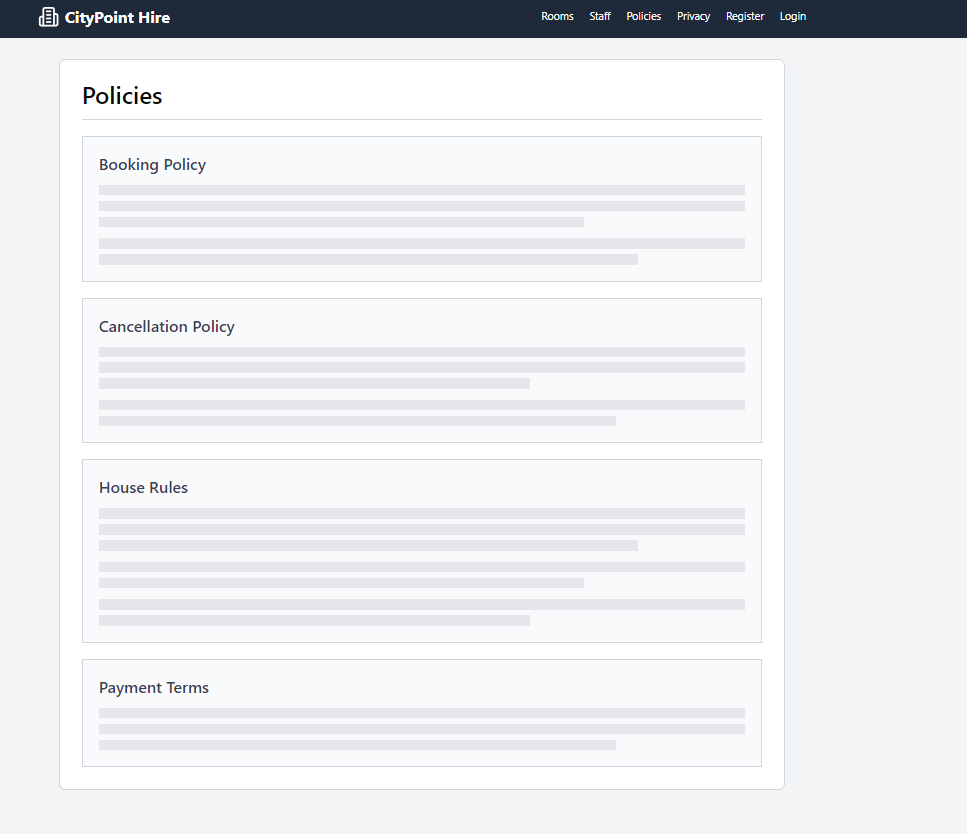 CityPoint Hire
Rooms Staff Policies Privacy Register Login
Policies
Booking Policy
Cancellation Policy
House Rules
Payment Terms